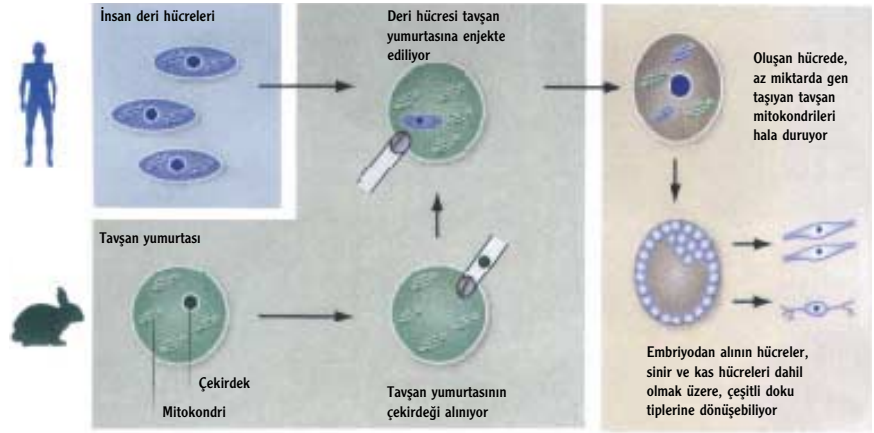 İnsan deri hücreleri
Deri hücresi tavşan
yumurtasına enjekte
ediliyor
Oluşan hücrede,
az miktarda gen
taşıyan tavşan
mitokondrileri
hala duruyor
Tavşan yumurtası
Çekirdek
Mitokondri
Tavşan yumurtasının
çekirdeği alınıyor
Embriyodan alının hücreler,
sinir ve kas hücreleri dahil
olmak üzere, çeşitli doku
tiplerine dönüşebiliyor